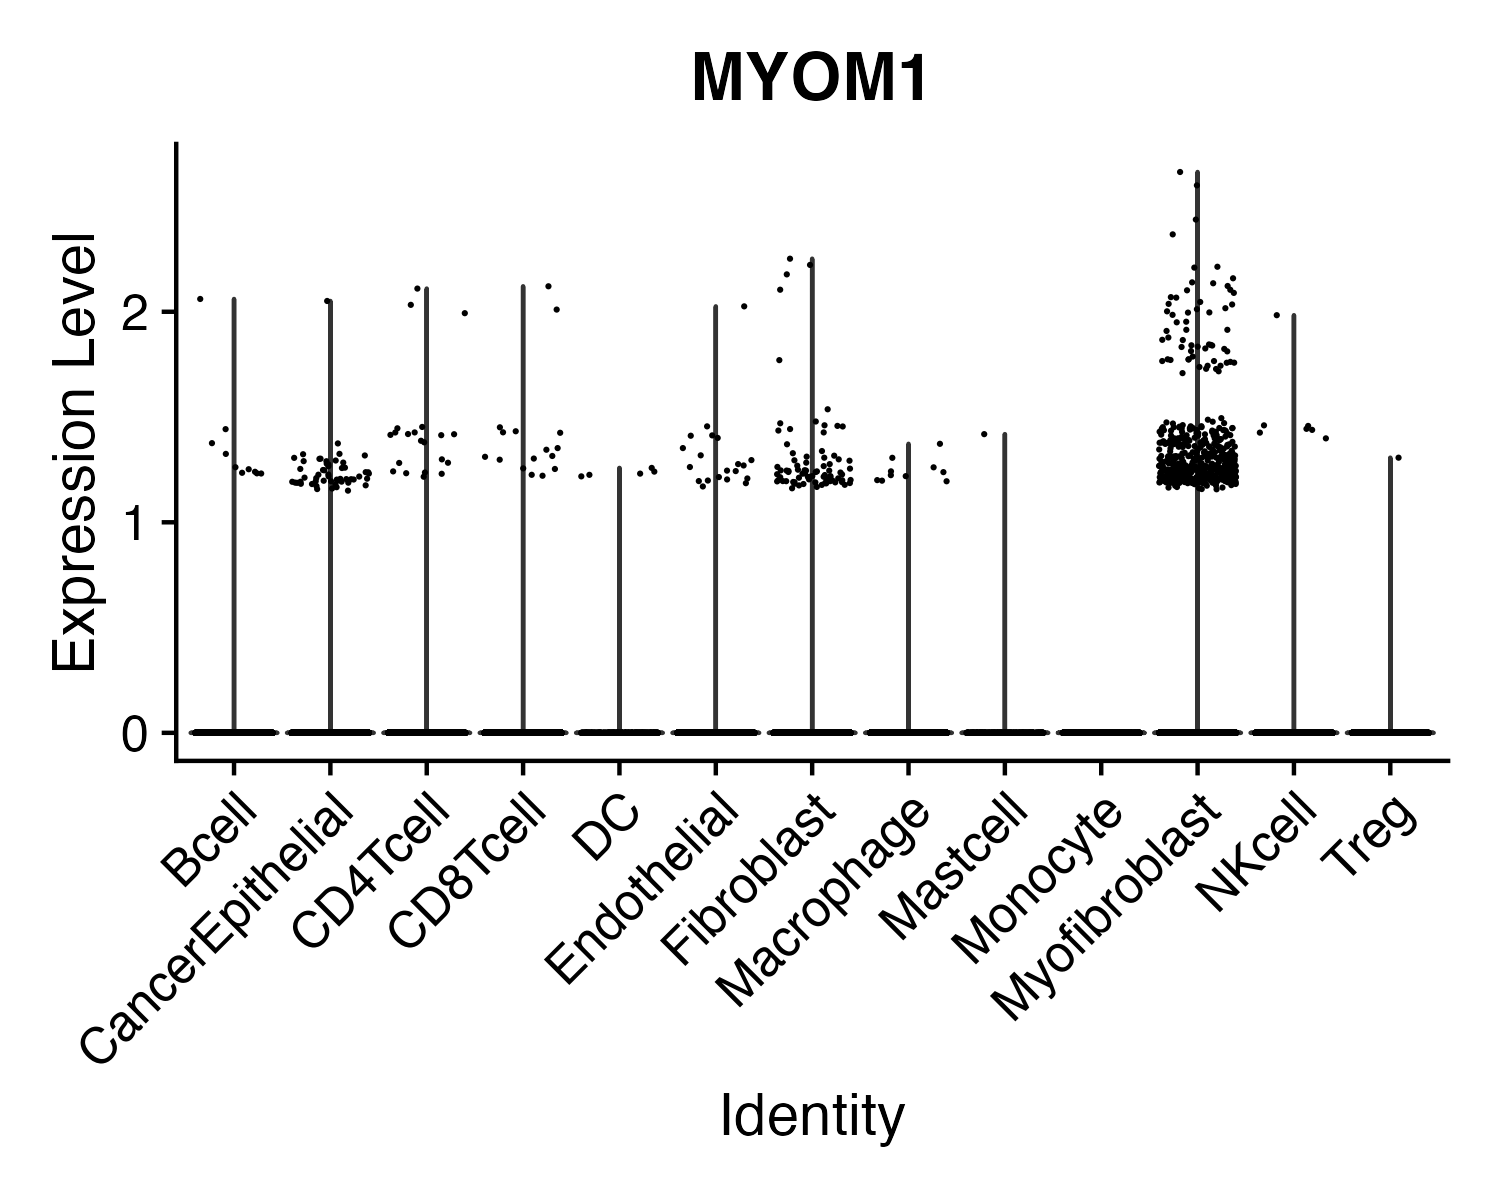 MYOM1
Expression Level
2
1
0
Bcell
CancerEpithelial
CD4Tcell
CD8Tcell
DC
Endothelial
Fibroblast
Macrophage
Mastcell
Monocyte
Myofibroblast
NKcell
Treg
Identity